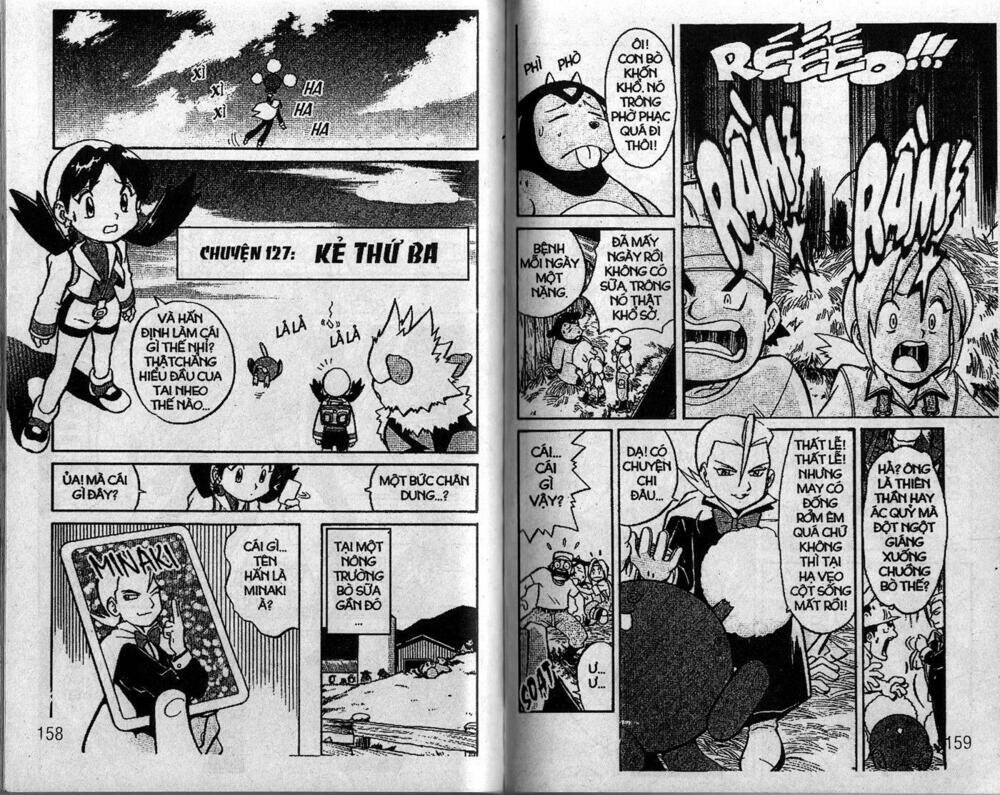 XÌ
XÌ
XÌ
HA
HA
HA
CHUYỆN 127: KẺ THỨ BA
VÀ HẮN
ĐỊNH LÀM CÁI
GÌ THẾ NHỈ?
THẬTCHẲNG
HIỂU ĐẦU CUA
TAI NHEO
THẾ NÀO...
LÀ LÀ
LÀ LÀ
MỘT BỨC CHÂN
DUNG...?
ỦA! MÀ CÁI
GÌ ĐÂY?
MINAKI
CÁI GÌ...
TÊN
HẮN LÀ
MINAKI
À?
TẠI MỘT
NÔNG
TRƯỜNG
BÒ SỮA
GẦN ĐÓ
...
158
PHÌ PHÒ
ÔI!
CON BÒ
KHỐN
KHỔ. NÓ
TRÔNG
PHỜ PHẠC
QUÁ ĐI
THÔI!
RÉÉÉO!!!
RẦM!
RẦM!
ĐÃ MẤY
NGÀY RỒI
KHÔNG CÓ
SỮA, TRÔNG
NÓ THẬT
KHỔ SỞ.
BỆNH
MỖI NGÀY
MỘT
NẶNG.
CÁI...
CÁI
GÌ
VẬY?
SOẠT
Ư...
Ư...
DẠ! CÓ
CHUYỆN
CHI
ĐÂU...
THẤT LỄ!
THẤT LỄ!
NHƯNG
MAY CÓ
ĐỐNG
RƠM ÊM
QUÁ CHỨ
KHÔNG
THÌ TẠI
HẠ VẸO
CỘT SỐNG
MẤT RỒI!
HẢ? ÔNG
LÀ THIÊN
THẦN HAY
ÁC QUỶ MÀ
ĐỘT NGỘT
GIÁNG
XUỐNG
CHUỒNG
BÒ THẾ?
159